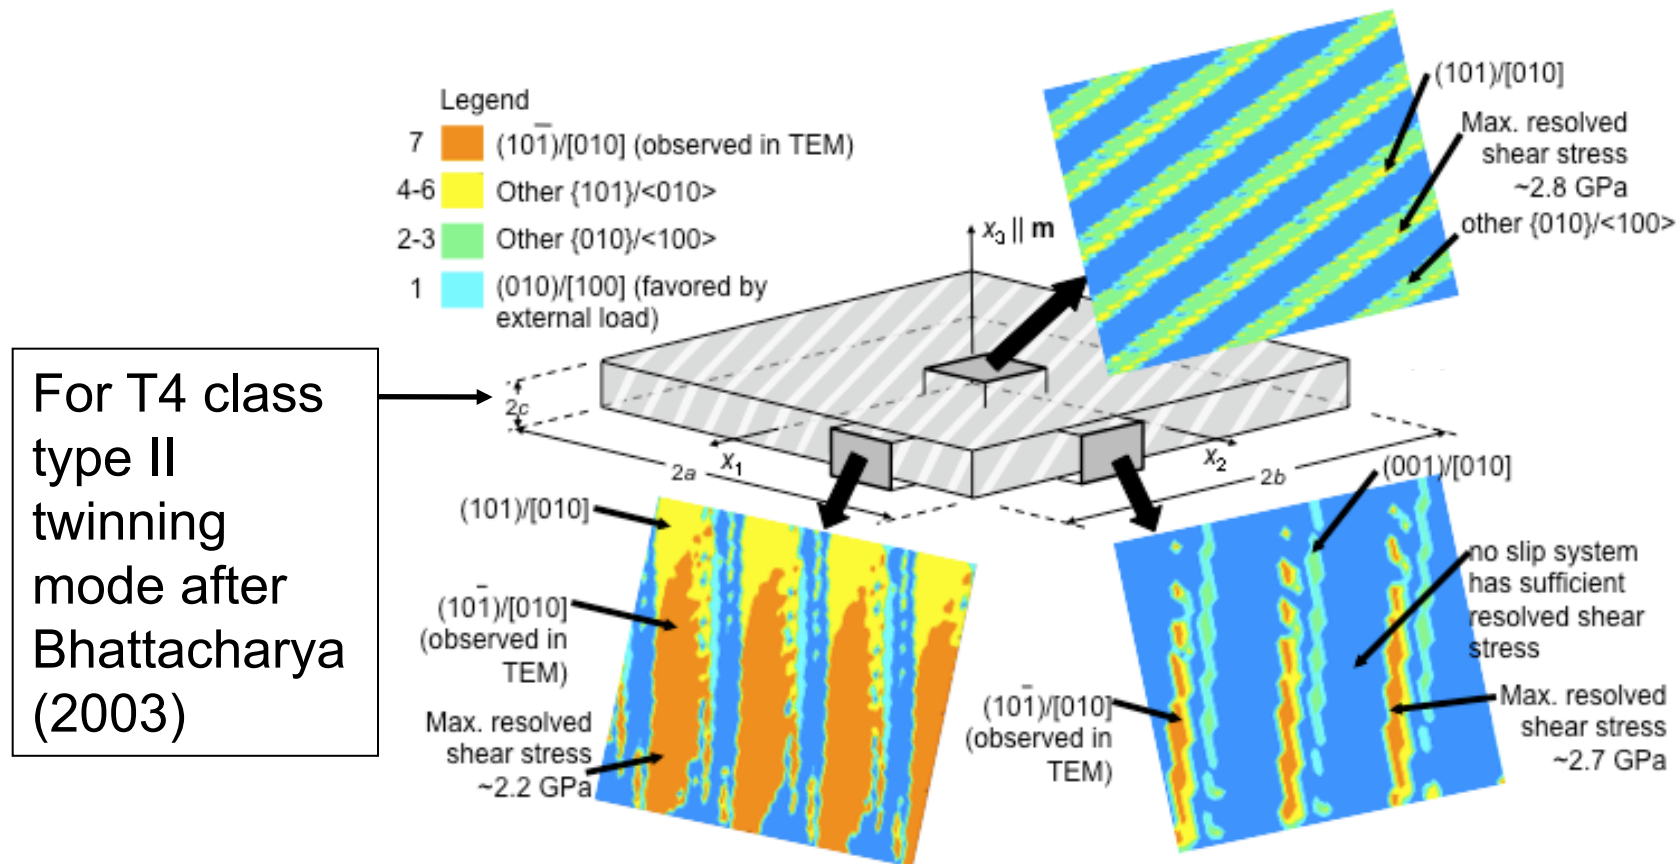 Legend
7 (101̅)/[010] (observed in TEM)
4-6 Other {101}/<010>
2-3 Other {010}/<100>
1 (010)/[100] (favored by
external load)
(101)/[010]
Max. resolved
shear stress
~2.8 GPa
other {010}/<100>
x3 || m
For T4 class
type II
twinning
mode after
Bhattacharya
(2003)
2c
2a
x1
x2
2b
(101)/[010]
(101̅)/[010]
(observed in
TEM)
Max. resolved
shear stress
~2.2 GPa
(001)/[010]
no slip system
has sufficient
resolved shear
stress
(101̅)/[010]
(observed in
TEM)
Max. resolved
shear stress
~2.7 GPa